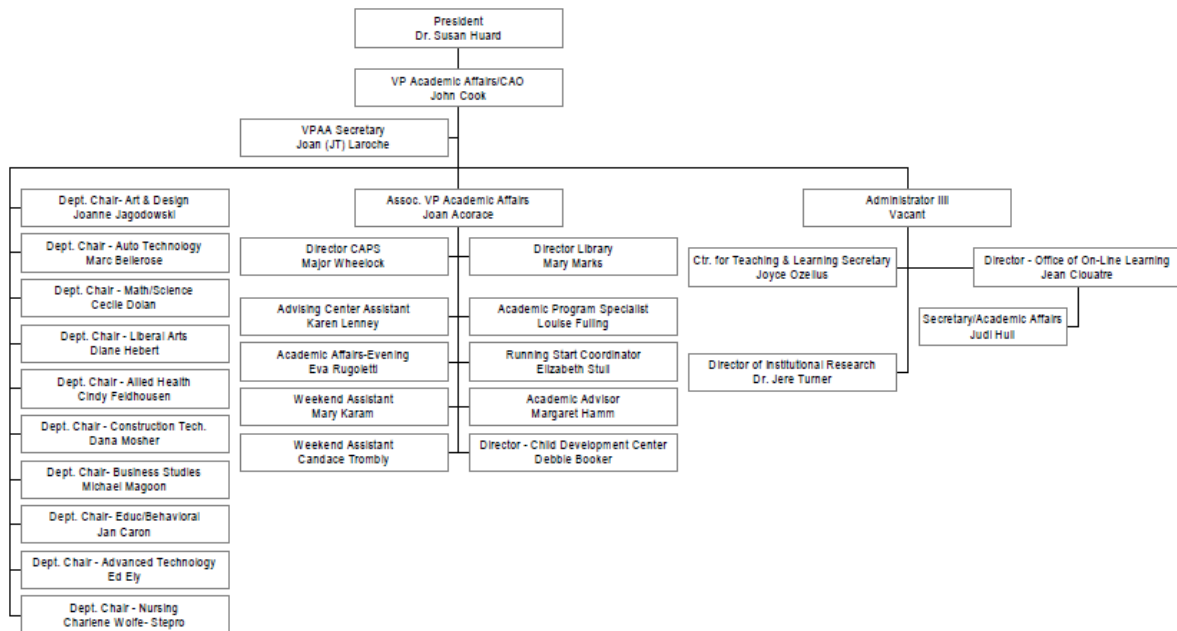 President
Dr. Susan Huard
VP Academic Affairs/CAO
John Cook
VPAA Secretary
Joan (JT) Laroche
Dept. Chair- Art & Design
Joanne Jagodowski
Dept. Chair - Auto Technology
Marc Bellerose
Dept. Chair - Math/Science
Cecile Dolan
Dept. Chair - Liberal Arts
Diane Hebert
Dept. Chair - Allied Health
Cindy Feldhousen
Dept. Chair - Construction Tech.
Dana Mosher
Dept. Chair- Business Studies
Michael Magoon
Dept. Chair- Educ/Behavioral
Jan Caron
Dept. Chair - Advanced Technology
Ed Ely
Dept. Chair - Nursing
Charlene Wolfe- Stepro
Assoc. VP Academic Affairs
Joan Acorace
Director CAPS
Major Wheelock
Director Library
Mary Marks
Advising Center Assistant
Karen Lenney
Academic Program Specialist
Louise Fulling
Academic Affairs-Evening
Eva Rugoletti
Running Start Coordinator
Elizabeth Stull
Weekend Assistant
Mary Karam
Academic Advisor
Margaret Hamm
Weekend Assistant
Candace Trombly
Director - Child Development Center
Debbie Booker
Administrator IIII
Vacant
Ctr. for Teaching & Learning Secretary
Joyce Ozelius
Director - Office of On-Line Learning
Jean Clouatre
Secretary/Academic Affairs
Judi Hull
Director of Institutional Research
Dr. Jere Turner